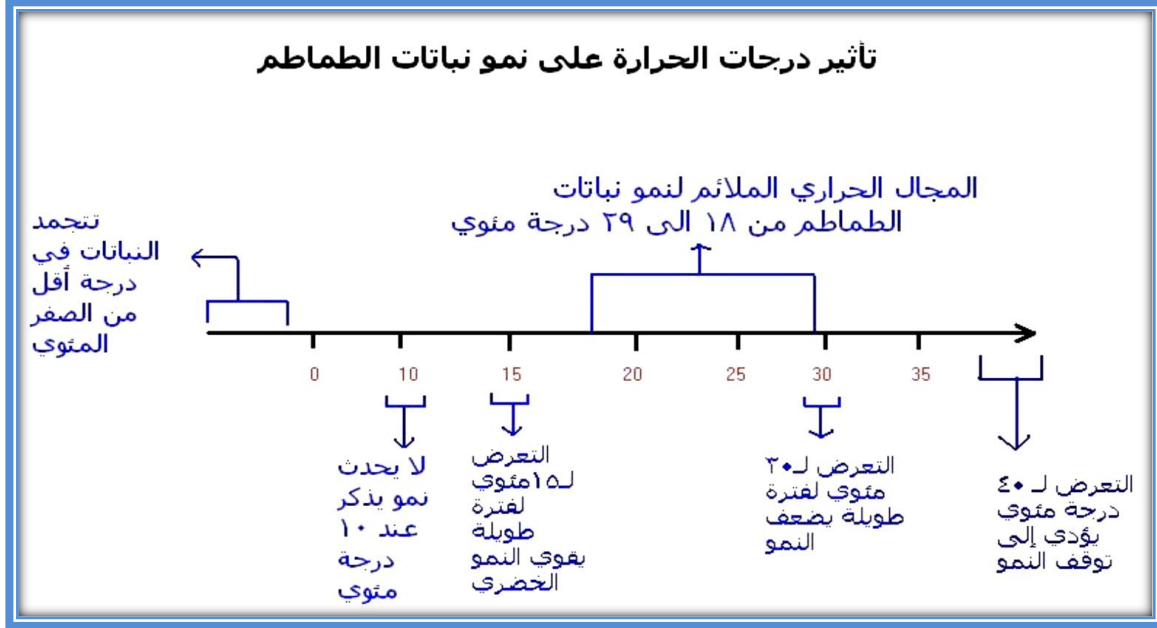 تأثير درجات الحرارة على نمو نباتات الطماطم
المجال الحراري الملائم لنمو نباتات
الطماطم من ١٨ الى ٢٩ درجة مئوي
تتجمد
النباتات في
درجة أقل
من الصفر
المئوي
0 10 15 20 25 30 35
لا يحدث
نمو يذكر
عند ١٠
درجة
مئوي
التعرض
لـ١٥مئوي
لفترة
طويلة
يقوي النمو
الخضري
التعرض لـ٣٠
مئوي لفترة
طويلة يضعف
النمو
التعرض لـ ٤٠
درجة مئوي
يؤدي إلى
توقف النمو